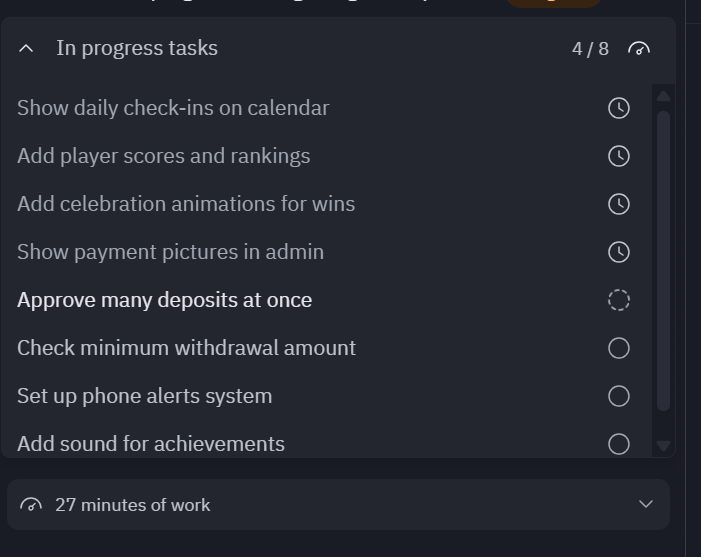 In progress tasks 4 / 8
Show daily check-ins on calendar
Add player scores and rankings
Add celebration animations for wins
Show payment pictures in admin
Approve many deposits at once
Check minimum withdrawal amount
Set up phone alerts system
Add sound for achievements
27 minutes of work